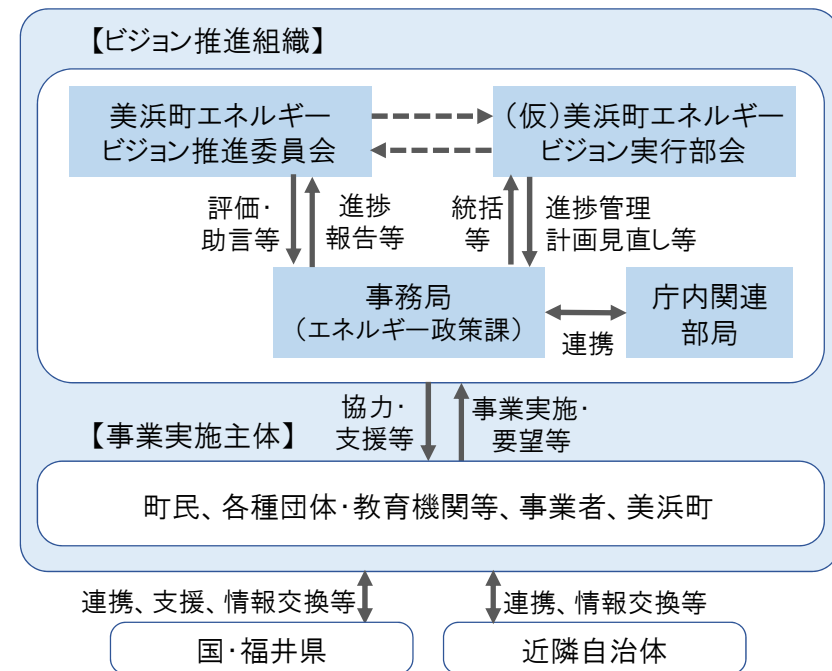 【ビジョン推進組織】
美浜町エネルギー
ビジョン推進委員会
（仮）美浜町エネルギー
ビジョン実行部会
評価・
助言等
進捗
報告等
統括
等
進捗管理
計画見直し等
事務局
（エネルギー政策課）
連携
庁内関連
部局
協力・
支援等
事業実施・
要望等
【事業実施主体】
町民、各種団体・教育機関等、事業者、美浜町
連携、支援、情報交換等
連携、情報交換等
国・福井県
近隣自治体